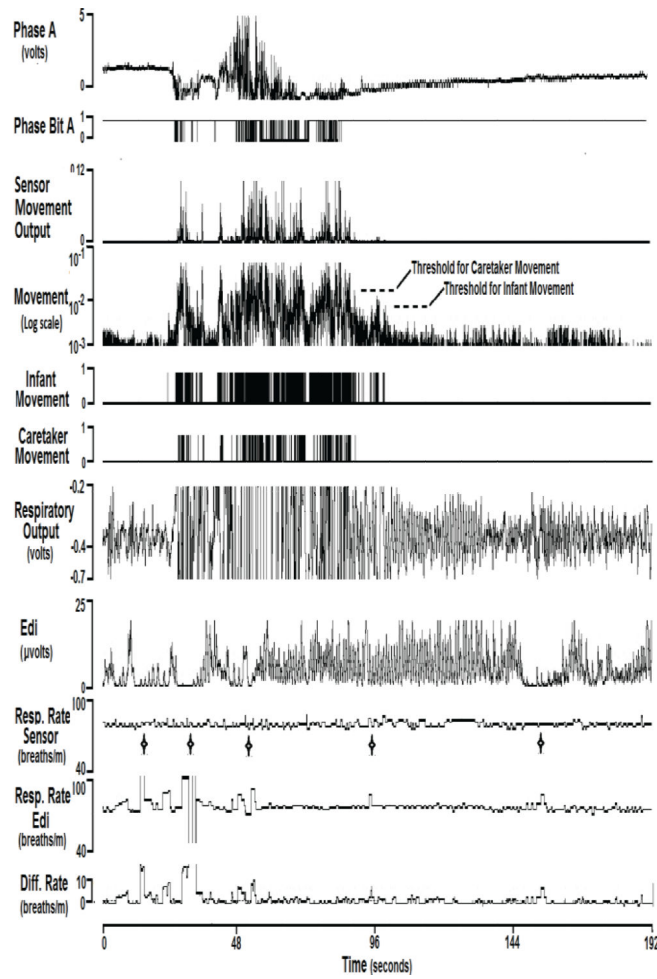 Phase A
(volts)
5
0
Phase Bit A
1
0
Sensor
Movement
Output
0.12
0
Movement
(Log scale)
10-1
10-2
10-3
Threshold for Caretaker Movement
Threshold for Infant Movement
Infant
Movement
1
0
Caretaker
Movement
1
0
Respiratory
Output
(volts)
-0.2
-0.4
-0.7
Edi
(µvolts)
25
0
Resp. Rate
Sensor
(breaths/m)
100
40
Resp. Rate
Edi
(breaths/m)
100
40
Diff. Rate
(breaths/m)
10
0
0 48 96 144 192
Time (seconds)